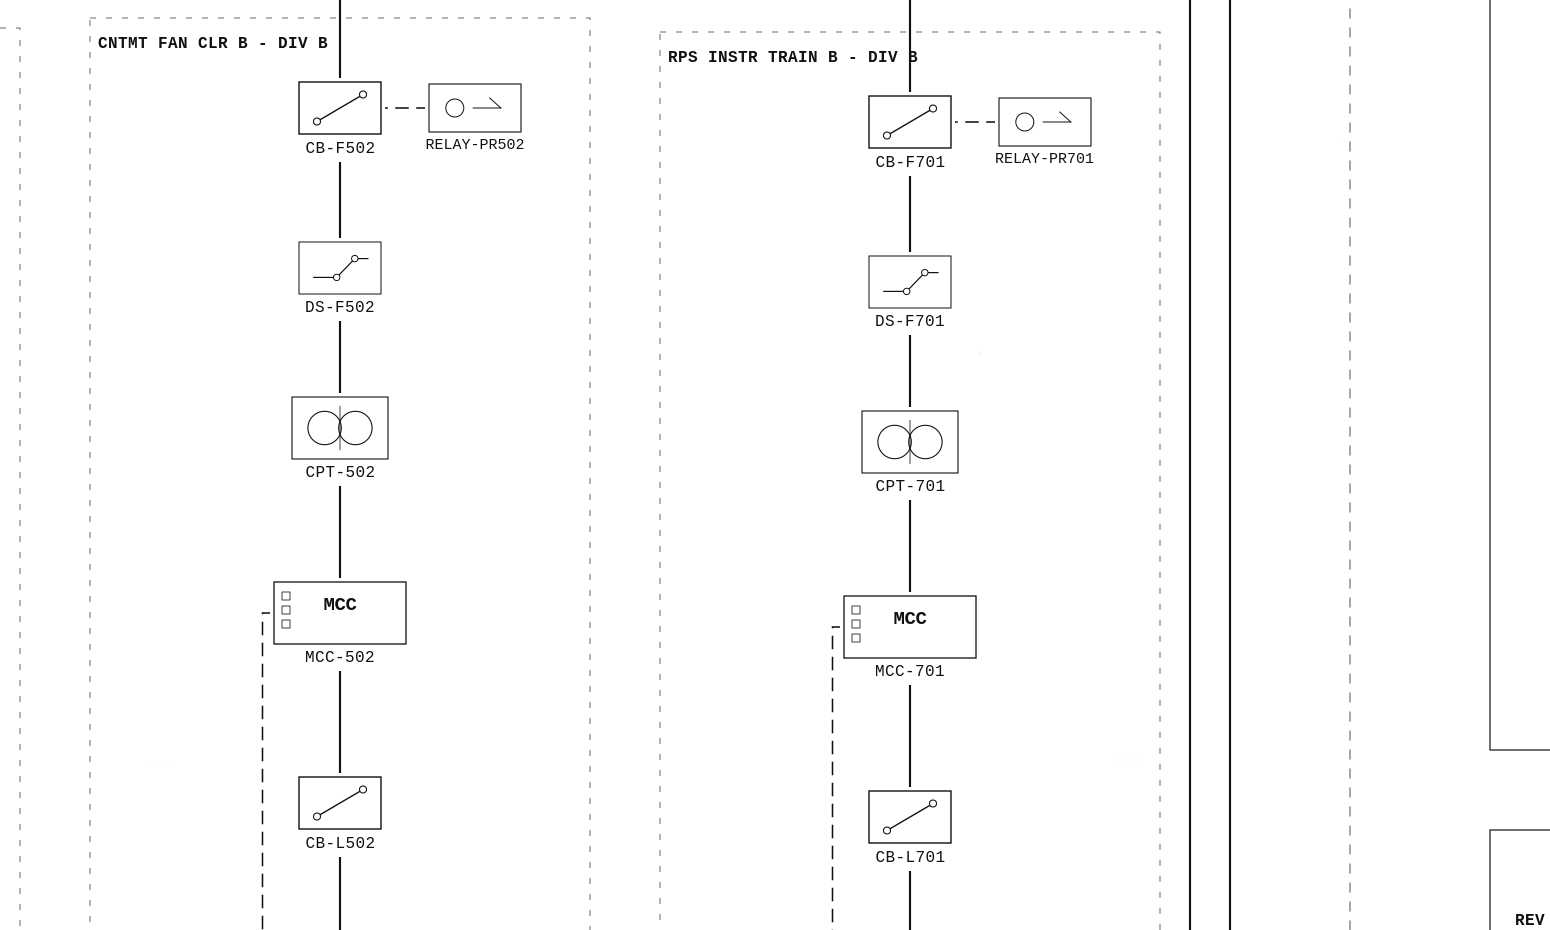 CNTMT FAN CLR B - DIV B
CB-F502
RELAY-PR502
DS-F502
CPT-502
MCC
MCC-502
CB-L502
RPS INSTR TRAIN B - DIV B
CB-F701
RELAY-PR701
DS-F701
CPT-701
MCC
MCC-701
CB-L701
REV